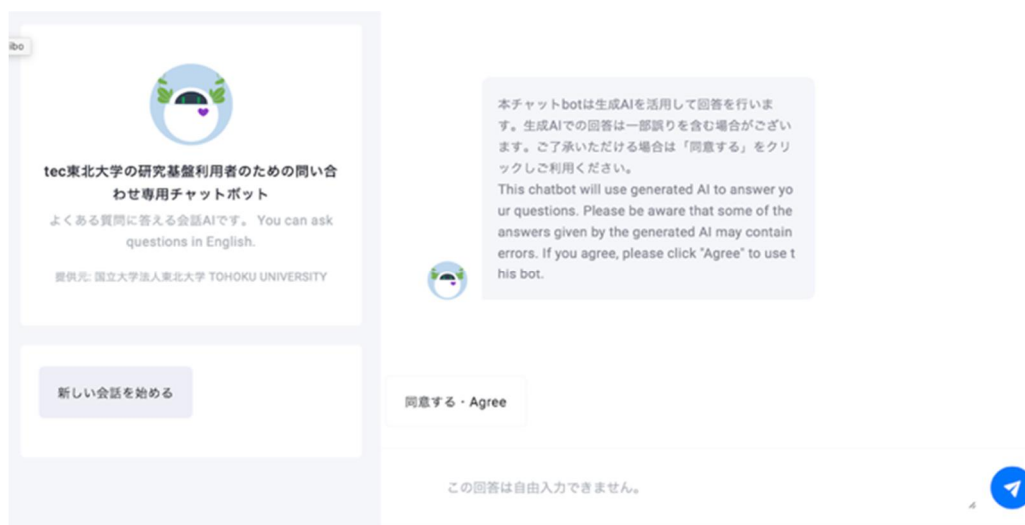 ibo
tec東北大学の研究基盤利用者のための問い合
わせ専用チャットボット
よくある質問に答える会話AIです。 You can ask
questions in English.
提供元: 国立大学法人東北大学 TOHOKU UNIVERSITY
新しい会話を始める
本チャットbotは生成AIを活用して回答を行いま
す。生成AIでの回答は一部誤りを含む場合がござい
ます。ご了承いただける場合は「同意する」をクリ
ックしご利用ください。
This chatbot will use generated AI to answer yo
ur questions. Please be aware that some of the
answers given by the generated AI may contain
errors. If you agree, please click "Agree" to use t
his bot.
同意する・Agree
この回答は自由入力できません。